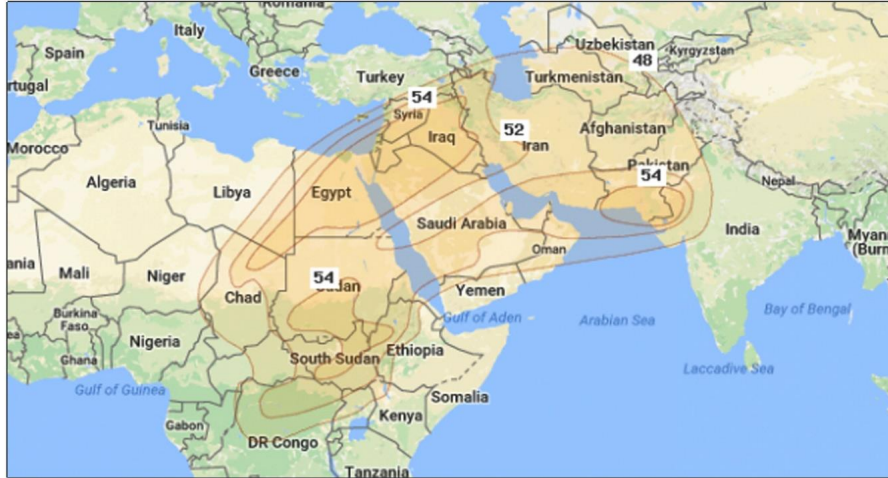 Romania
Italy
Uzbekistan
Kyrgyzstan
48
Spain
Greece
Turkey
Turkmenistan
rtugal
54
Syria
Tunisia
52
Afghanistan
Iraq
Iran
Morocco
Pakistan
54
Algeria
Libya
Egypt
Nepal
Saudi Arabia
India
Myan
(Burm
Oman
ania
Mali
Niger
54
Sudan
Chad
Yemen
Gulf of Aden
Arabian Sea
Bay of Bengal
Burkina
Faso
Nigeria
South Sudan
Ethiopia
Ghana
Laccadive Sea
Gulf of Guinea
Somalia
Kenya
Gabon
DR Congo
Tanzania